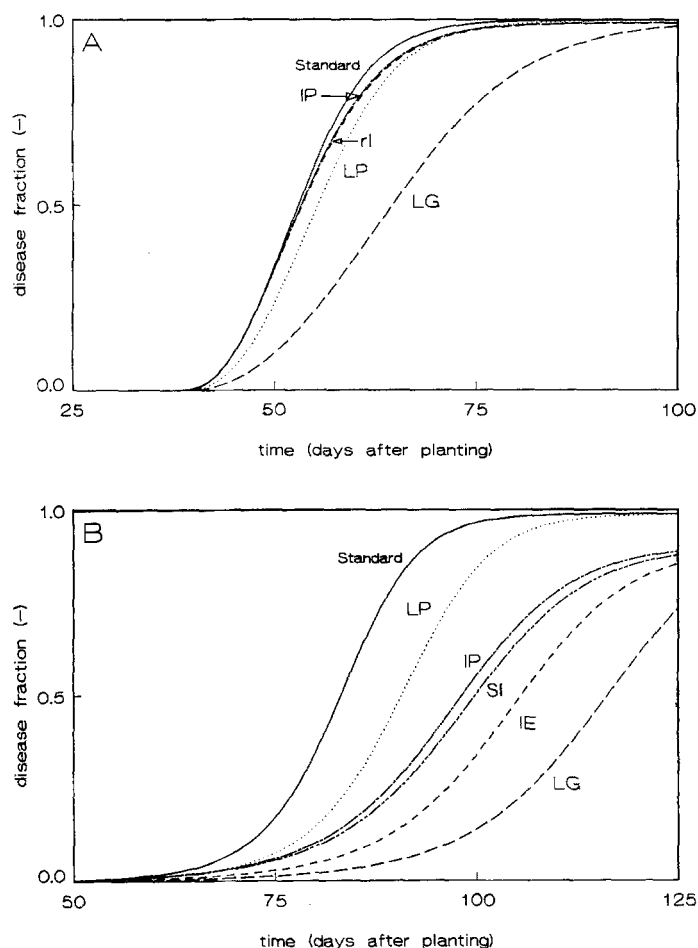 A
1.0
Standard
IP
rl
LP
LG
0.5
disease fraction (-)
0.0
25
50
75
100
time (days after planting)
B
1.0
Standard
LP
IP
SI
IE
LG
0.5
disease fraction (-)
0.0
50
75
100
125
time (days after planting)